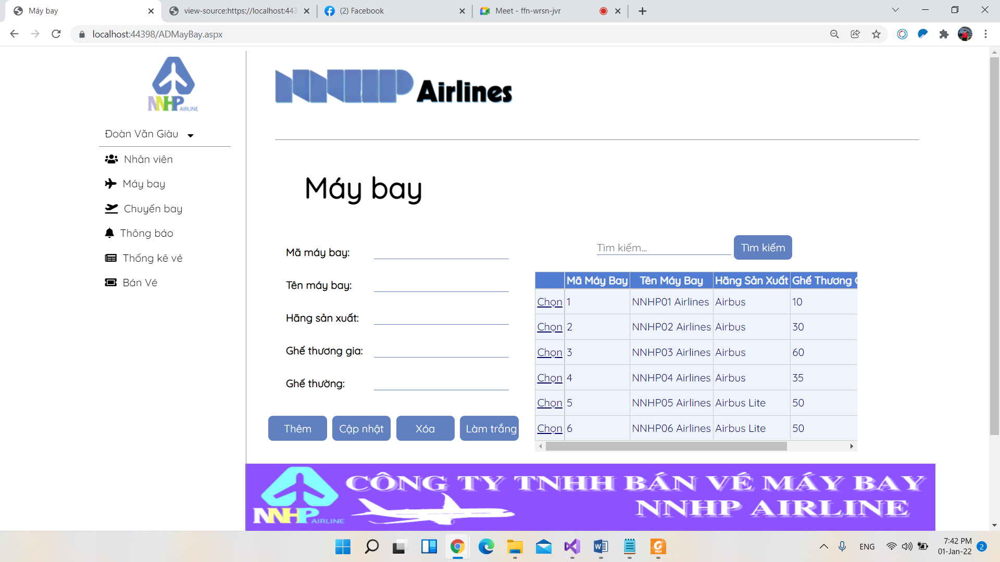 Máy bay
view-source:https://localhost:443
(2) Facebook
Meet - ffn-wrsn-jvr
localhost:44398/ADMayBay.aspx
NNHP AIRLINE
NNHP Airlines
Đoàn Văn Giàu
Nhân viên
Máy bay
Chuyến bay
Thông báo
Thống kê vé
Bán Vé
Máy bay
Mã máy bay:
Tên máy bay:
Hãng sản xuất:
Ghế thương gia:
Ghế thường:
Thêm Cập nhật Xóa Làm trắng
Tìm kiếm... Tìm kiếm
Mã Máy Bay Tên Máy Bay Hãng Sản Xuất Ghế Thương G
Chọn 1 NNHP01 Airlines Airbus 10
Chọn 2 NNHP02 Airlines Airbus 30
Chọn 3 NNHP03 Airlines Airbus 60
Chọn 4 NNHP04 Airlines Airbus 35
Chọn 5 NNHP05 Airlines Airbus Lite 50
Chọn 6 NNHP06 Airlines Airbus Lite 50
NNHP AIRLINE
CÔNG TY TNHH BÁN VÉ MÁY BAY
NNHP AIRLINE
ENG
7:42 PM
01-Jan-22
2